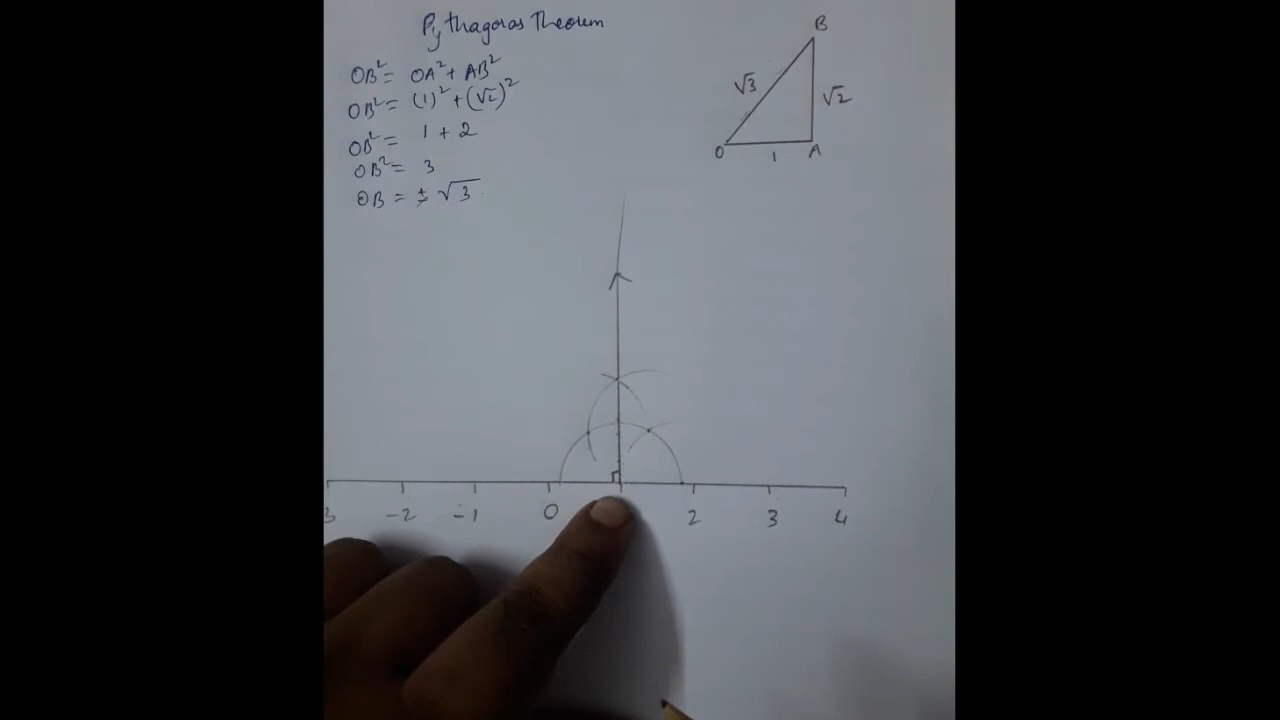 Pythagoras Theorem
OB² = OA² + AB²
OB² = (1)² + (√2)²
OB² = 1 + 2
OB² = 3
OB = ± √3
B
√3
√2
O
1
A
3 -2 -1 0 2 3 4